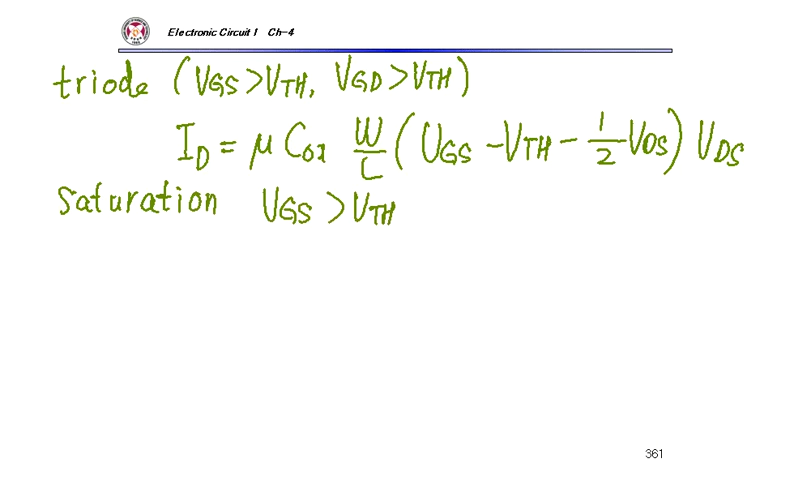 Electronic Circuit 1 Ch-4
triode (VGS>VTH, VGD>VTH)
ID = μ Cox W/L (VGS -VTH - 1/2 VDS) VDS
Saturation VGS >VTH
361